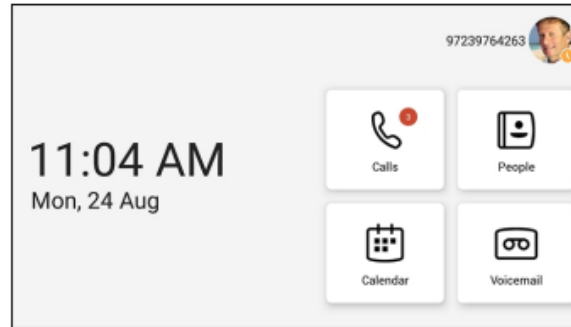 97239764263
3
Calls
People
11:04 AM
Mon, 24 Aug
Calendar
Voicemail